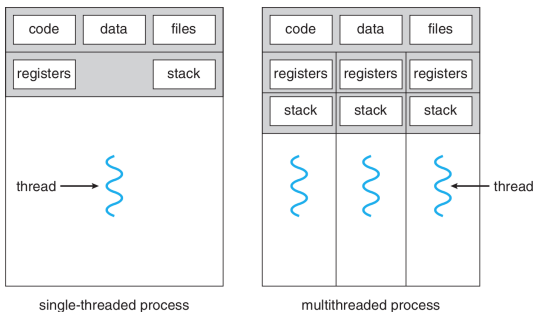 code data files
registers stack
thread
single-threaded process
code data files
registers registers registers
stack stack stack
thread
multithreaded process